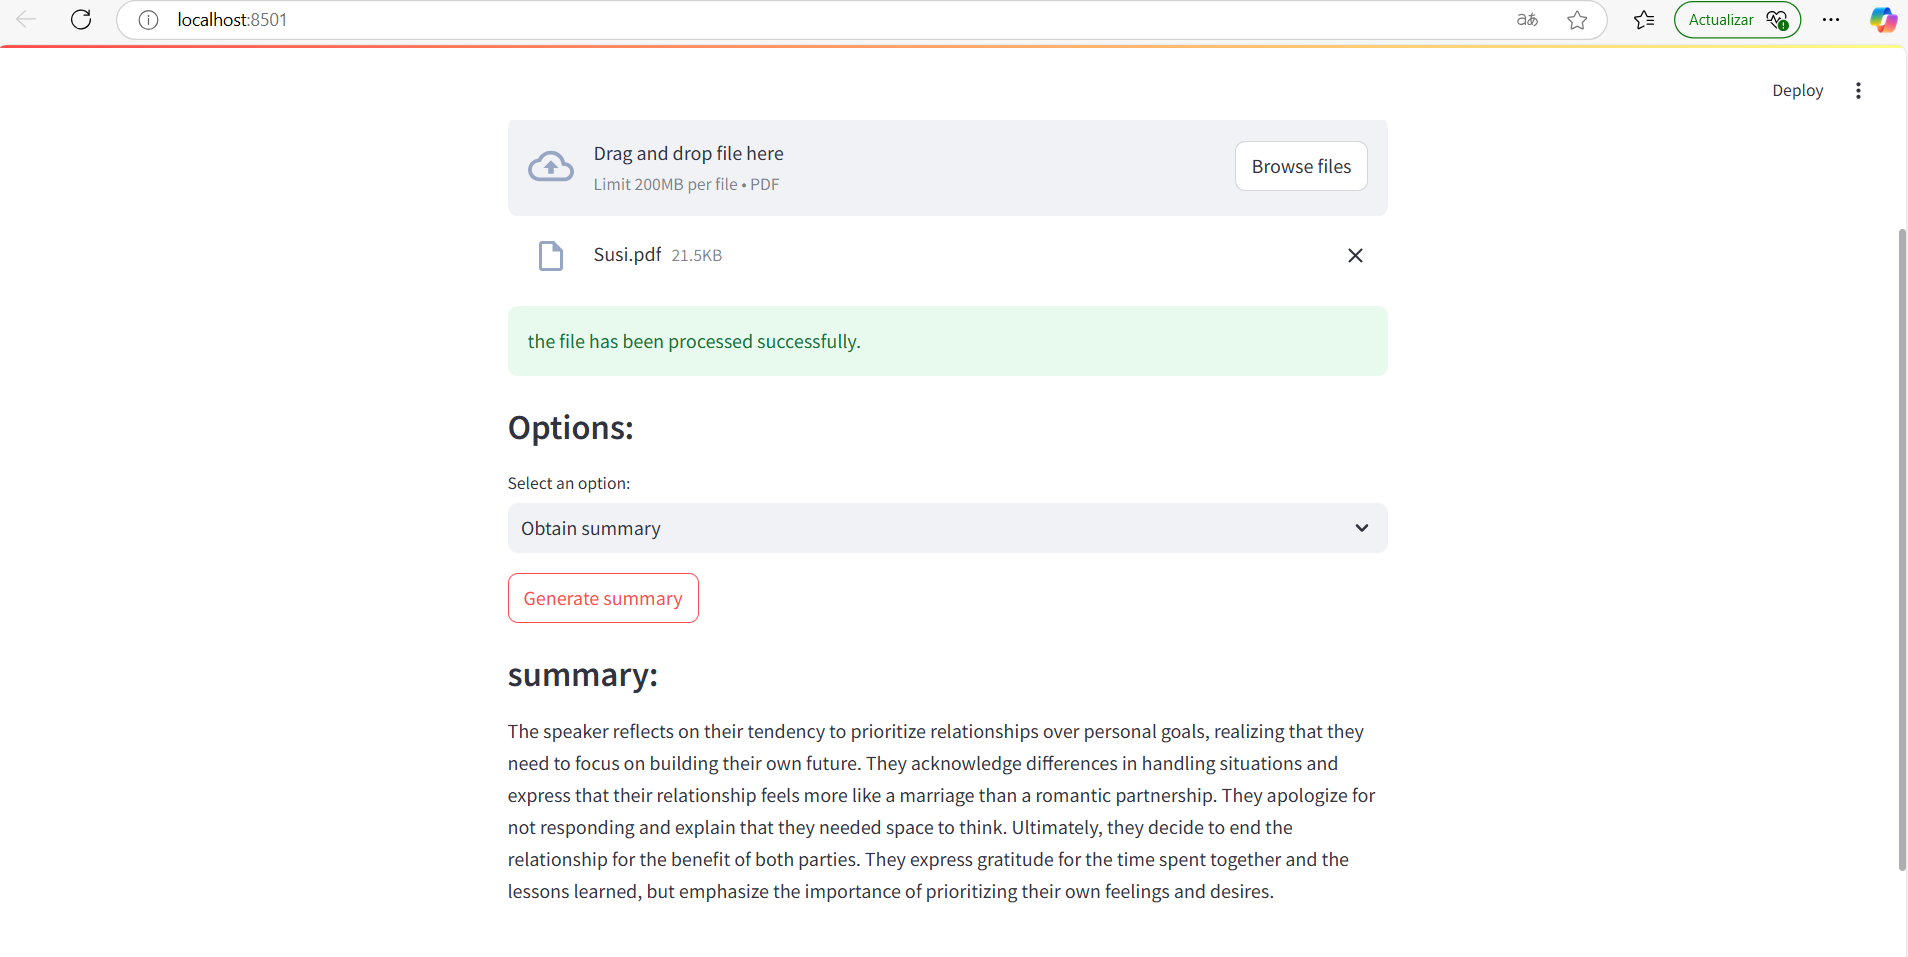 localhost:8501
aあ
Actualizar
Deploy
Drag and drop file here
Limit 200MB per file • PDF
Browse files
Susi.pdf 21.5KB
the file has been processed successfully.
Options:
Select an option:
Obtain summary
Generate summary
summary:
The speaker reflects on their tendency to prioritize relationships over personal goals, realizing that they
need to focus on building their own future. They acknowledge differences in handling situations and
express that their relationship feels more like a marriage than a romantic partnership. They apologize for
not responding and explain that they needed space to think. Ultimately, they decide to end the
relationship for the benefit of both parties. They express gratitude for the time spent together and the
lessons learned, but emphasize the importance of prioritizing their own feelings and desires.